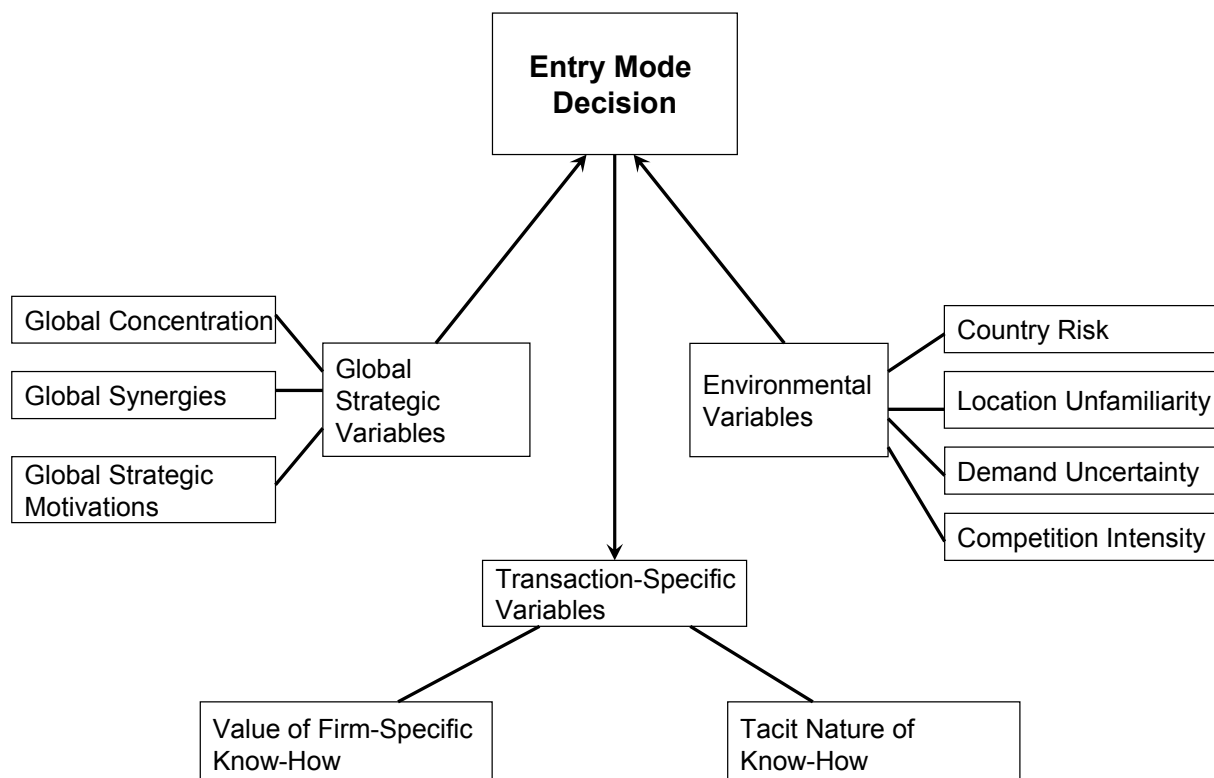 Entry Mode
Decision
Global Concentration
Global Synergies
Global Strategic
Motivations
Global
Strategic
Variables
Environmental
Variables
Country Risk
Location Unfamiliarity
Demand Uncertainty
Competition Intensity
Transaction-Specific
Variables
Value of Firm-Specific
Know-How
Tacit Nature of
Know-How